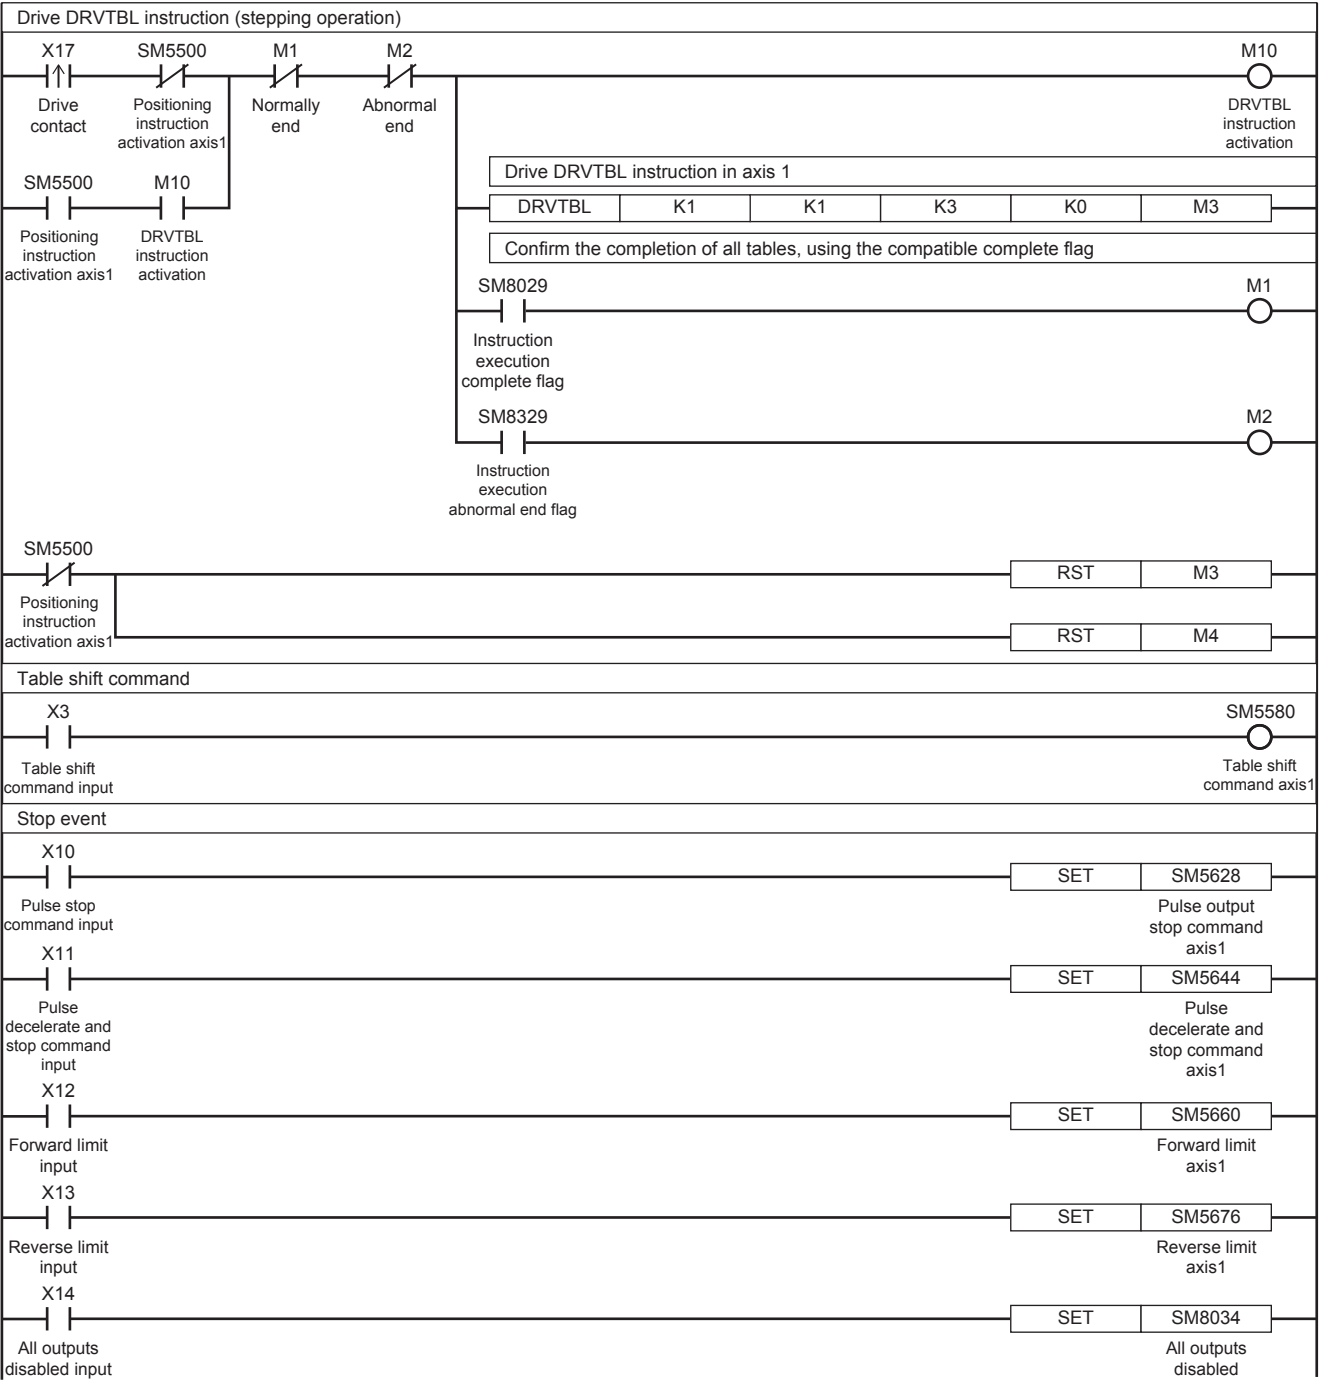 Drive DRVTBL instruction (stepping operation)
X17 SM5500 M1 M2 M10
Drive contact
Positioning instruction activation axis1
Normally end
Abnormal end
DRVTBL instruction activation
Drive DRVTBL instruction in axis 1
SM5500 M10
DRVTBL K1 K1 K3 K0 M3
Positioning instruction activation axis1
DRVTBL instruction activation
Confirm the completion of all tables, using the compatible complete flag
SM8029 M1
Instruction execution complete flag
SM8329 M2
Instruction execution abnormal end flag
SM5500
RST M3
Positioning instruction activation axis1
RST M4
Table shift command
X3 SM5580
Table shift command input
Table shift command axis1
Stop event
X10
SET SM5628
Pulse stop command input
Pulse output stop command axis1
X11
SET SM5644
Pulse decelerate and stop command input
Pulse decelerate and stop command axis1
X12
SET SM5660
Forward limit input
Forward limit axis1
X13
SET SM5676
Reverse limit input
Reverse limit axis1
X14
SET SM8034
All outputs disabled input
All outputs disabled